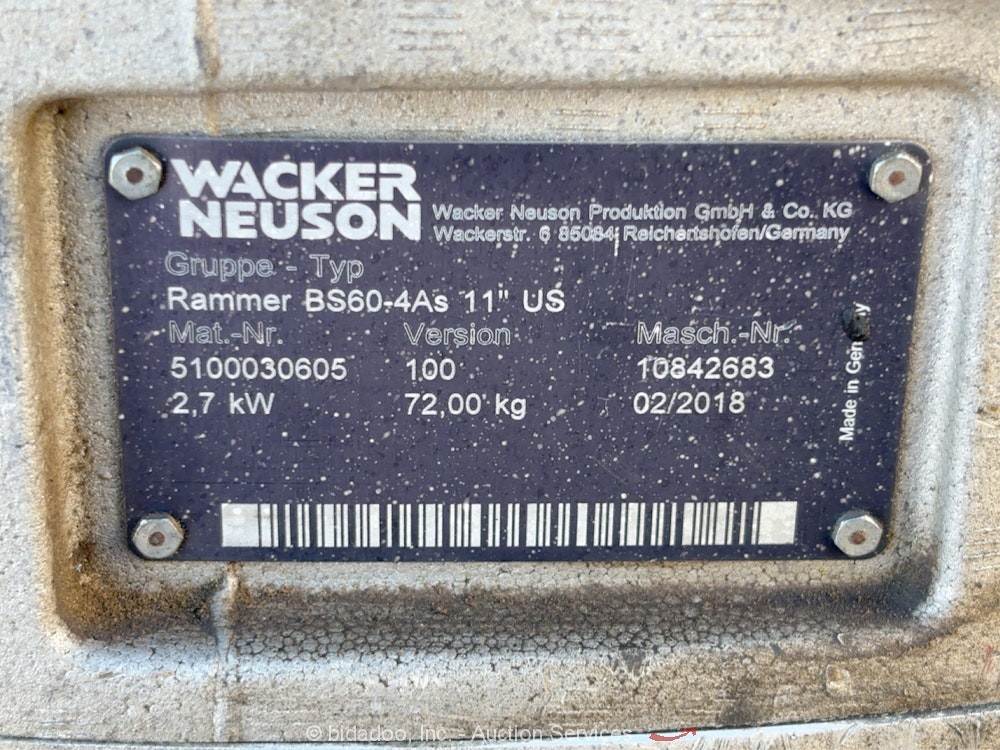 WACKER
NEUSON
Wacker Neuson Produktion GmbH & Co. KG
Wackerstr. 6 85084 Reichertshofen/Germany
Gruppe - Typ
Rammer BS60-4As 11" US
Mat.-Nr. Version Masch.-Nr.
5100030605 100 10842683
2,7 kW 72,00 kg 02/2018
Made in Germany
© bidadoo, Inc. - Auction Services